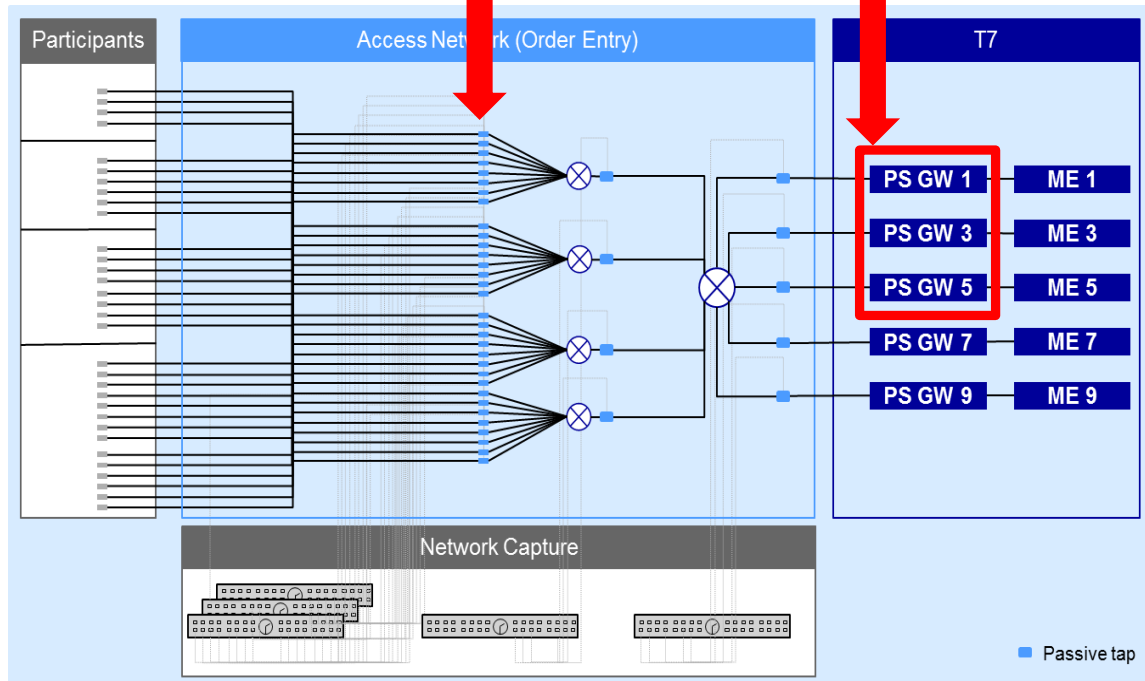 Participants
Access Network (Order Entry)
T7
PS GW 1
ME 1
PS GW 3
ME 3
PS GW 5
ME 5
PS GW 7
ME 7
PS GW 9
ME 9
Network Capture
Passive tap